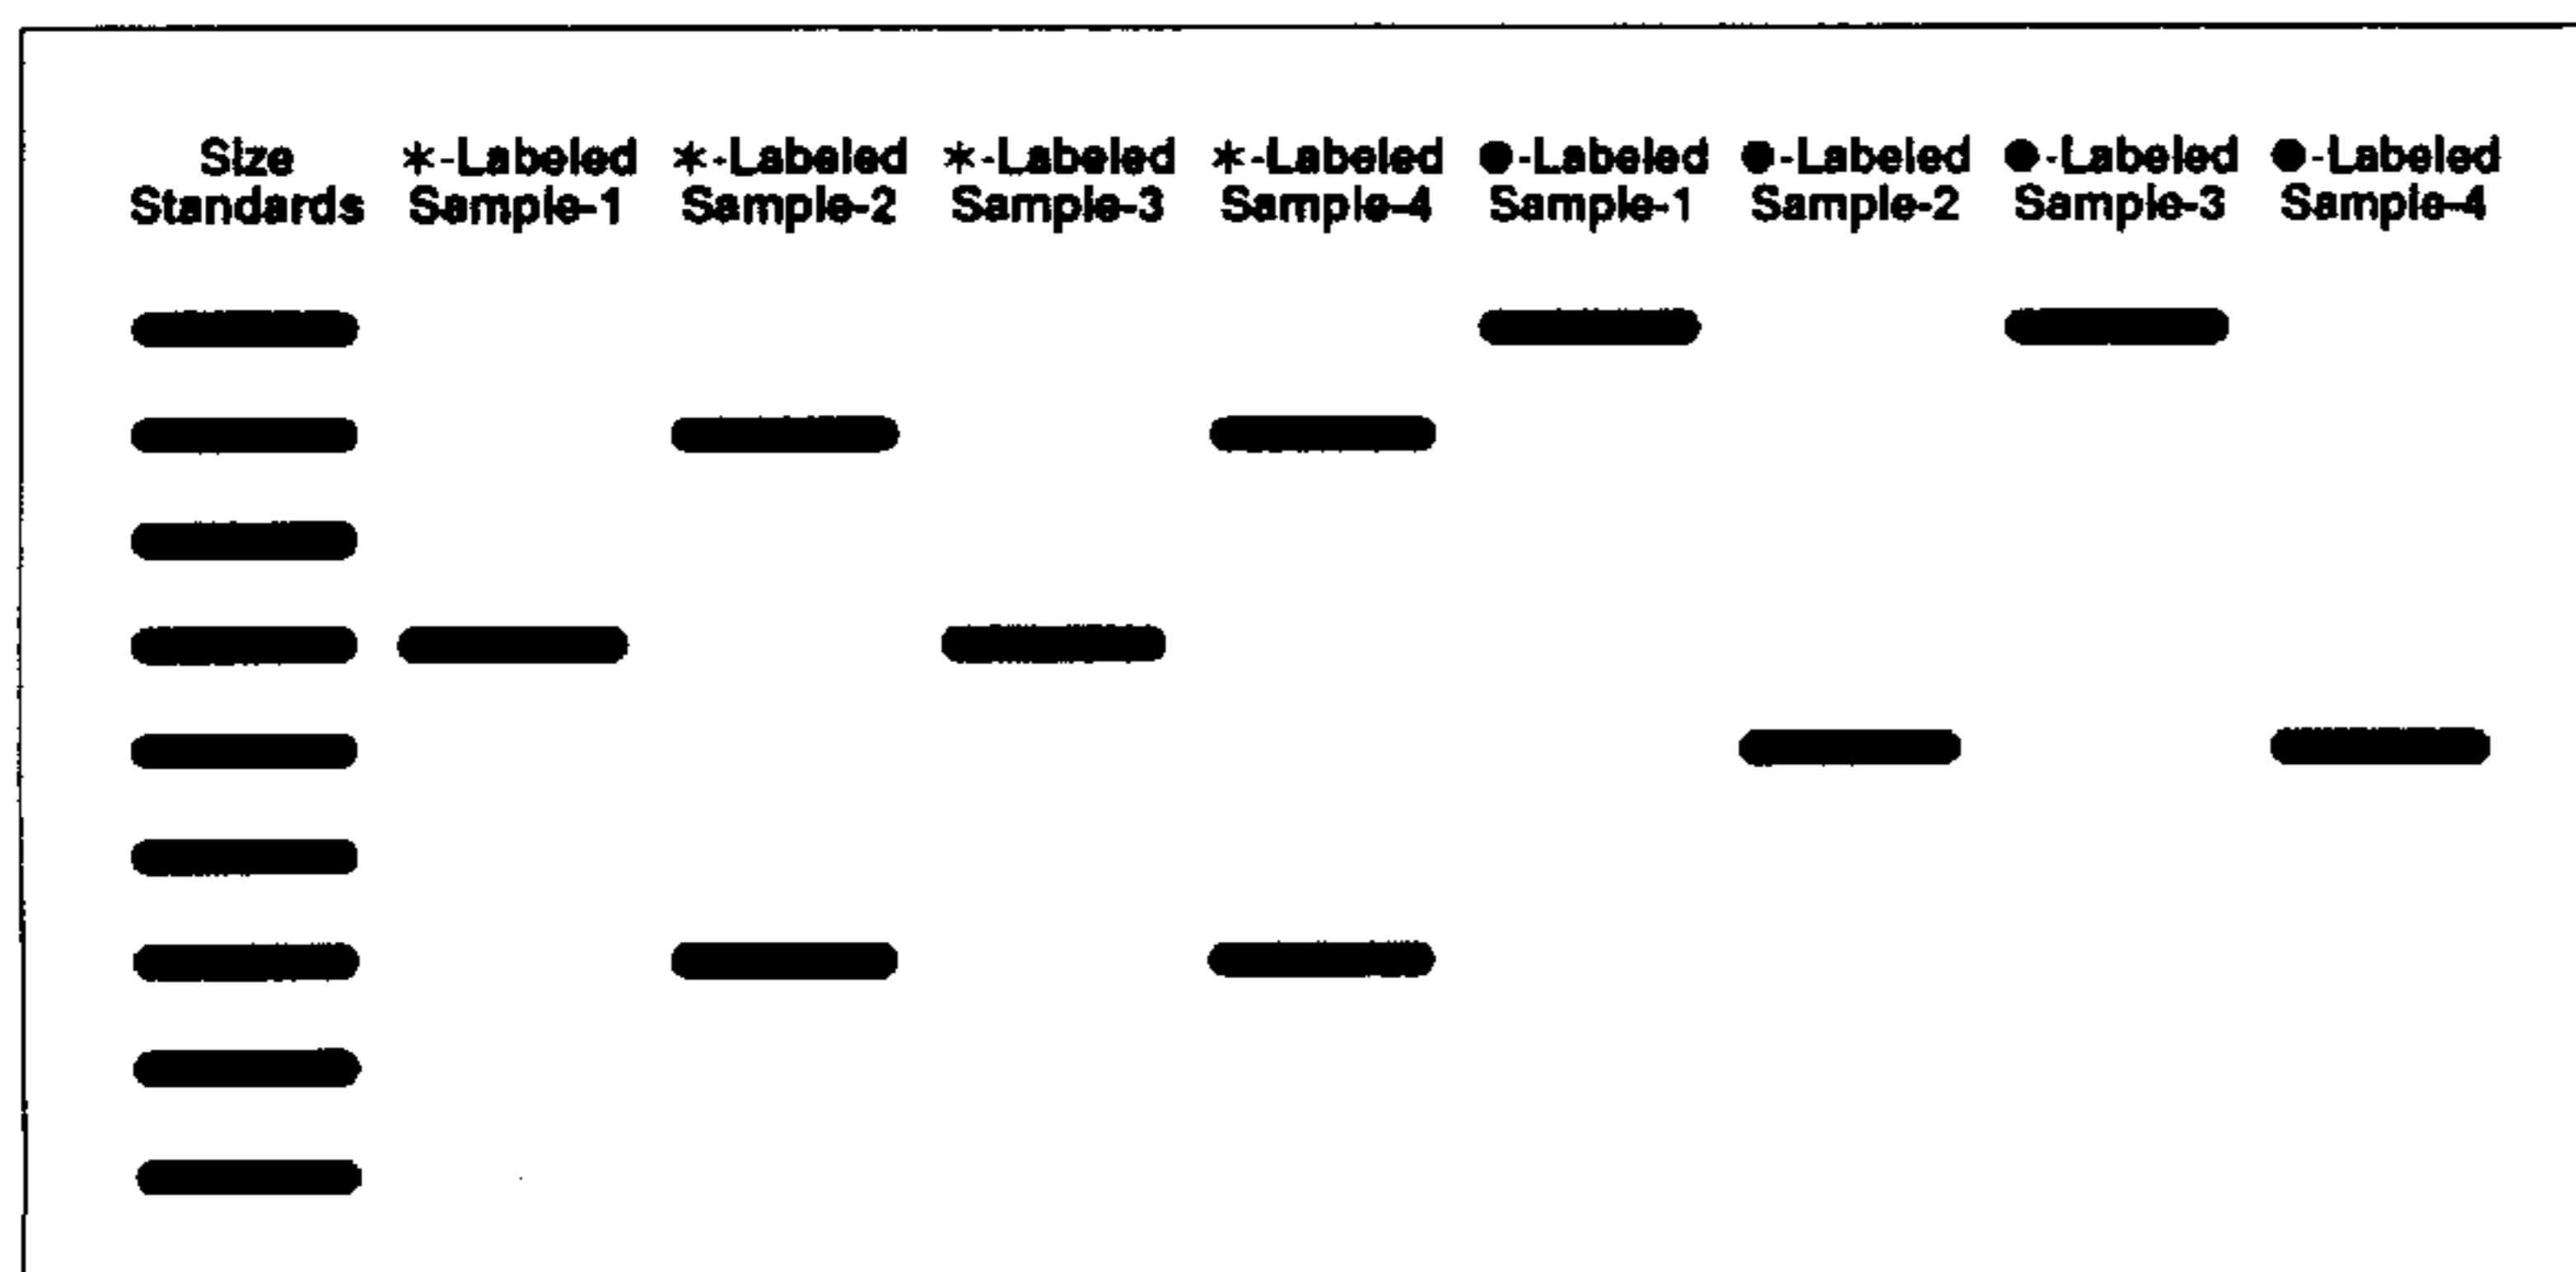 Size *-Labeled *-Labeled *-Labeled *-Labeled ●-Labeled ●-Labeled ●-Labeled ●-Labeled
Standards Sample-1 Sample-2 Sample-3 Sample-4 Sample-1 Sample-2 Sample-3 Sample-4